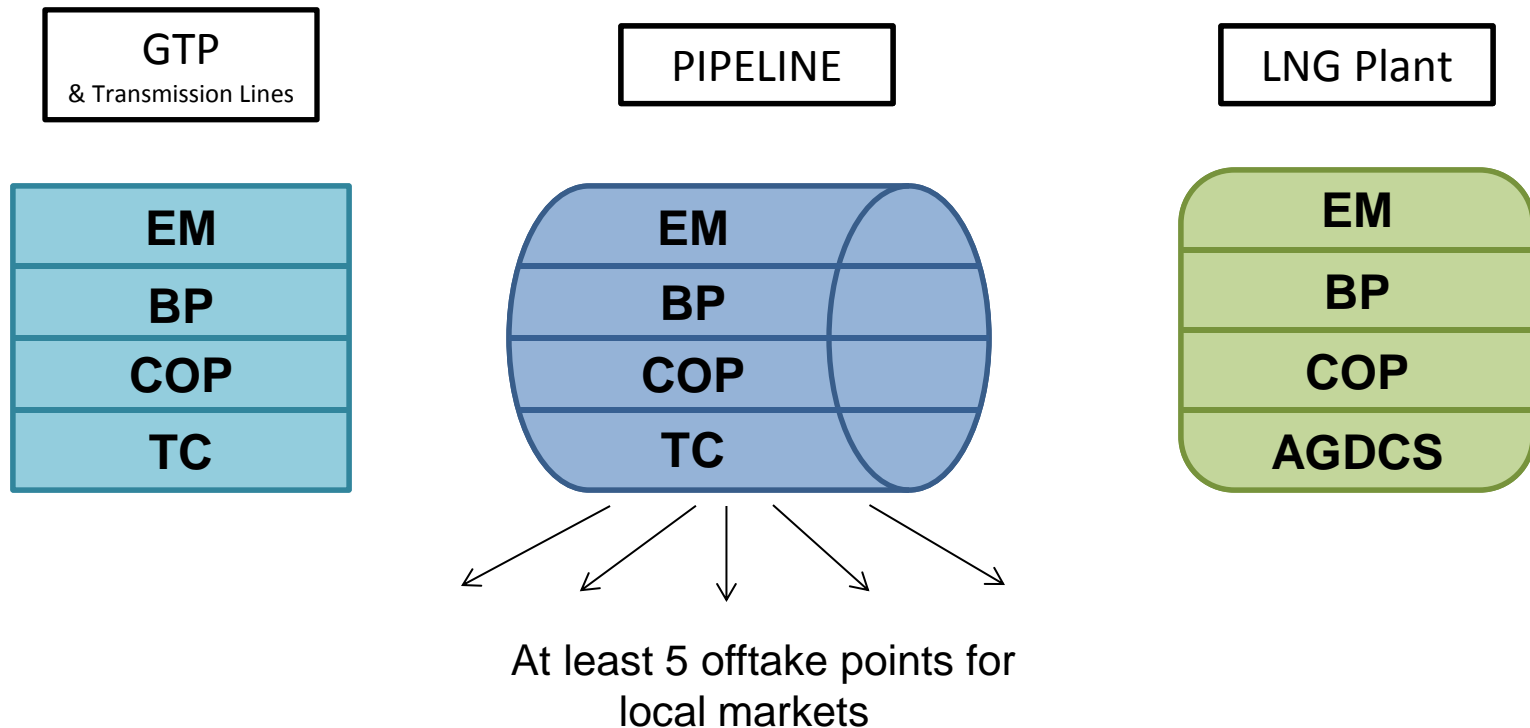 GTP
& Transmission Lines
PIPELINE
LNG Plant
EM
BP
COP
TC
EM
BP
COP
TC
EM
BP
COP
AGDCS
At least 5 offtake points for
local markets